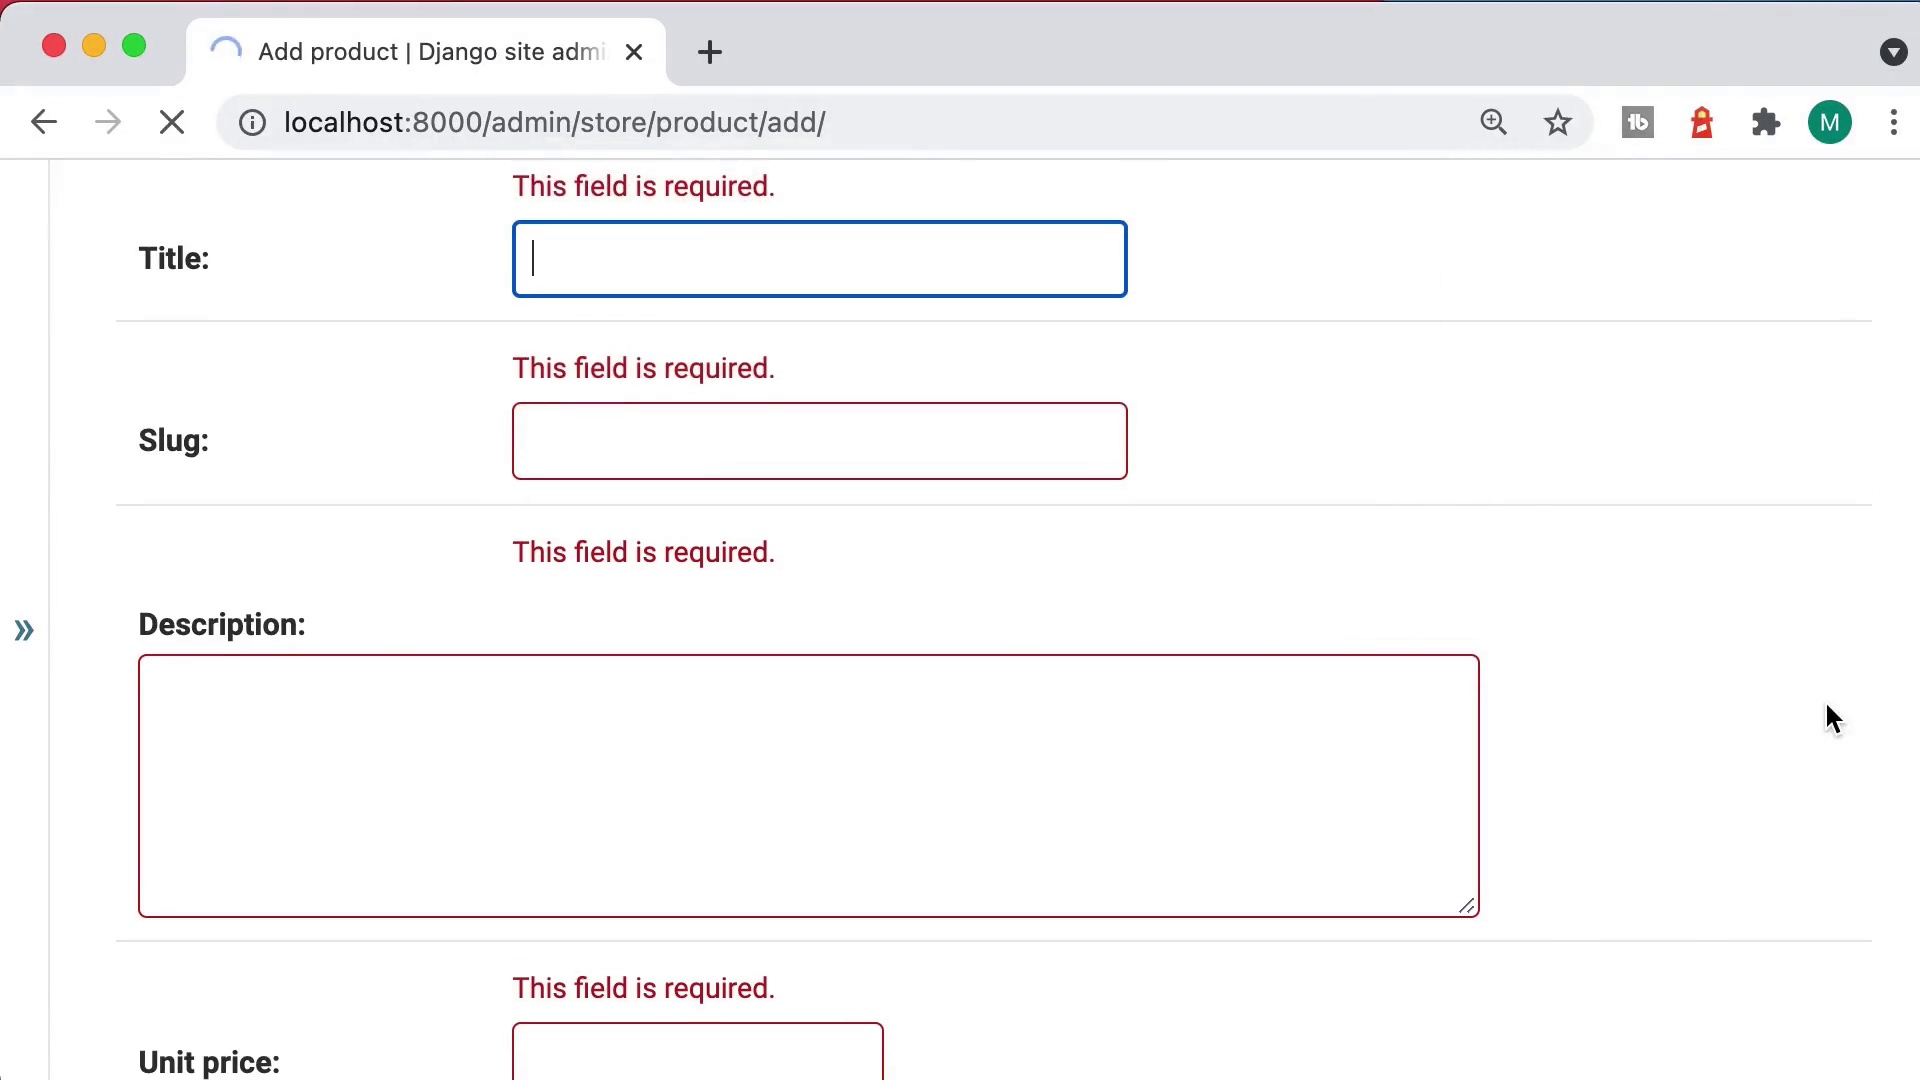 Add product | Django site admi
localhost:8000/admin/store/product/add/
M
This field is required.
Title:
This field is required.
Slug:
This field is required.
Description:
This field is required.
Unit price: